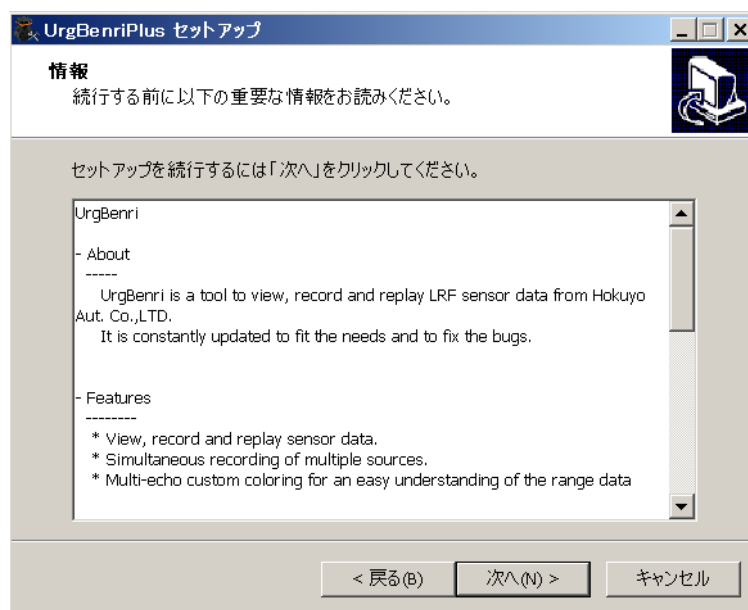 UrgBenriPlus セットアップ
情報
続行する前に以下の重要な情報をお読みください。
セットアップを続行するには「次へ」をクリックしてください。
UrgBenri
- About
-----
UrgBenri is a tool to view, record and replay LRF sensor data from Hokuyo
Aut. Co.,LTD.
It is constantly updated to fit the needs and to fix the bugs.
- Features
--------
* View, record and replay sensor data.
* Simultaneous recording of multiple sources.
* Multi-echo custom coloring for an easy understanding of the range data
< 戻る(B) 次へ(N) > キャンセル